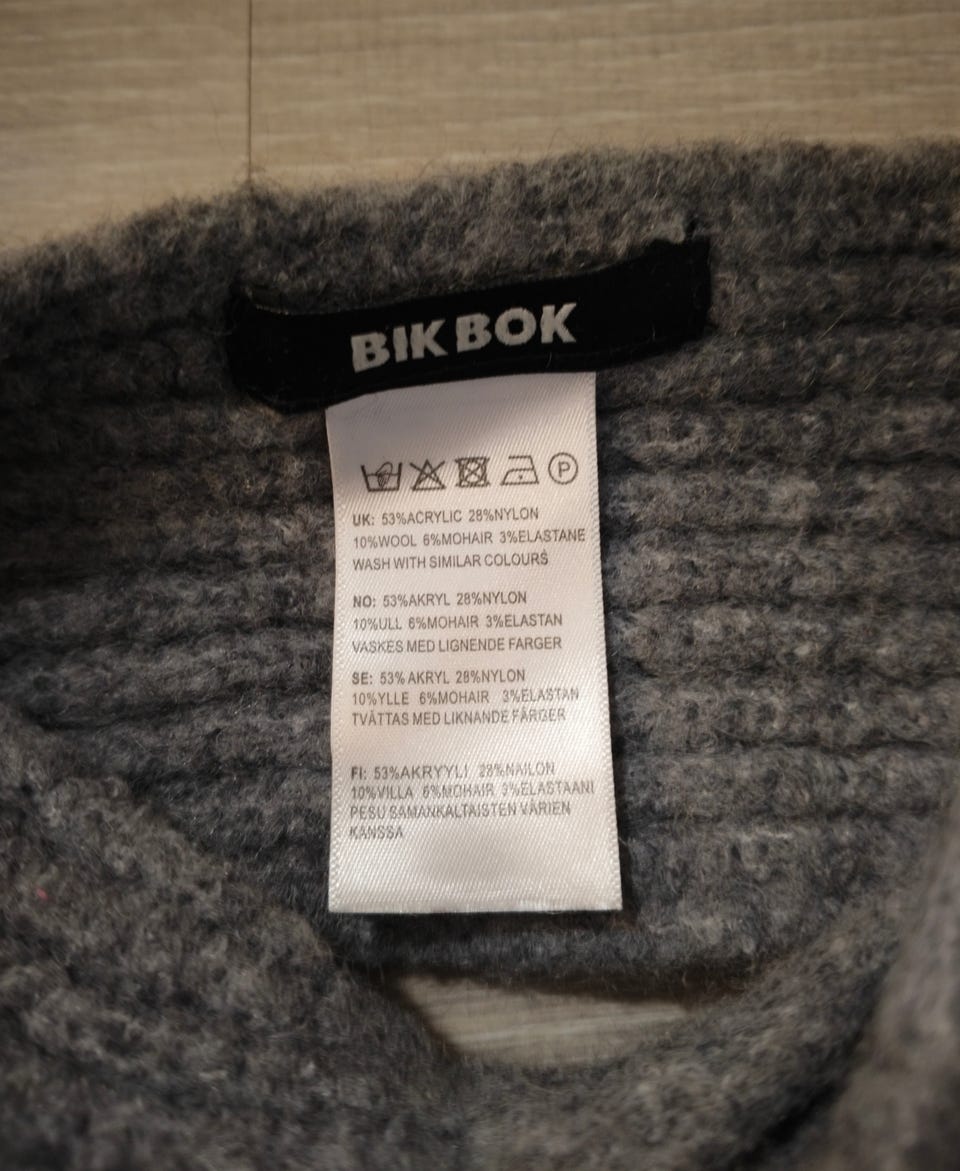 BIK BOK
P
UK: 53%ACRYLIC 28%NYLON
10%WOOL 6%MOHAIR 3%ELASTANE
WASH WITH SIMILAR COLOURS
NO: 53%AKRYL 28%NYLON
10%ULL 6%MOHAIR 3%ELASTAN
VASKES MED LIGNENDE FARGER
SE: 53%AKRYL 28%NYLON
10%YLLE 6%MOHAIR 3%ELASTAN
TVÄTTAS MED LIKNANDE FÄRGER
FI: 53%AKRYYLI 28%NAILON
10%VILLA 6%MOHAIR 3%ELASTAANI
PESU SAMANKALTAISTEN VÄRIEN
KANSSA